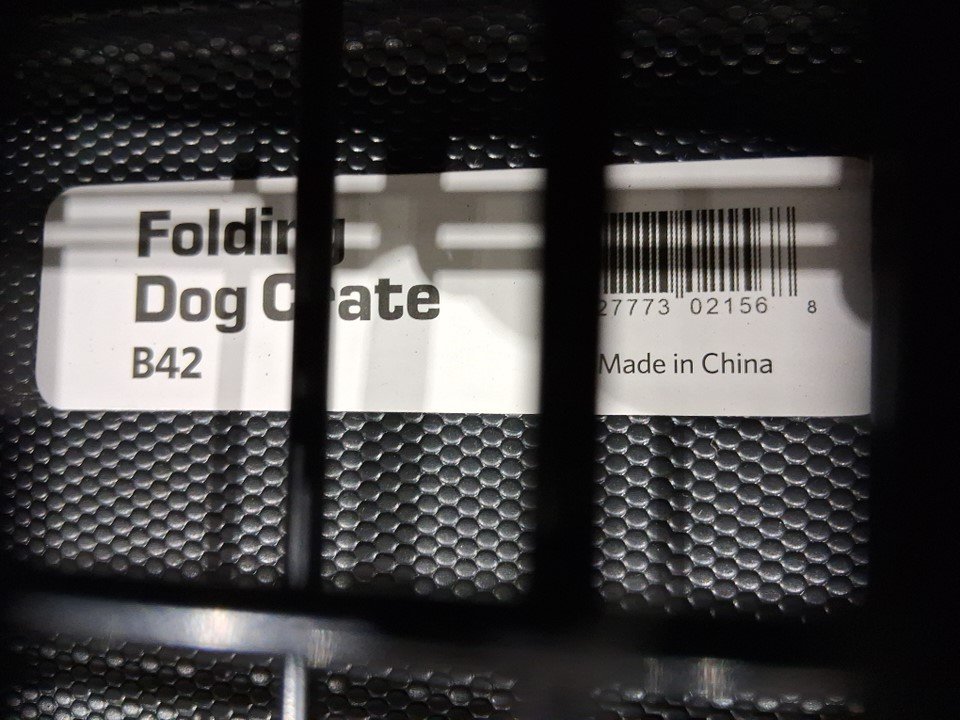 Folding
Dog Crate
B42
27773 02156 8
Made in China